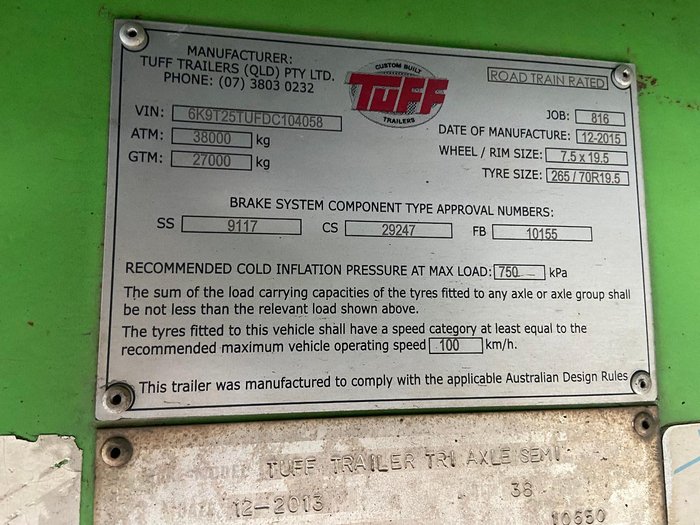 MANUFACTURER:
TUFF TRAILERS (QLD) PTY LTD.
PHONE: (07) 3803 0232
CUSTOM BUILT
TUFF
TRAILERS
ROAD TRAIN RATED
VIN: 6K9T25TUFDC104058
ATM: 38000 kg
GTM: 27000 kg
JOB: 816
DATE OF MANUFACTURE: 12-2015
WHEEL / RIM SIZE: 7.5 x 19.5
TYRE SIZE: 265 / 70R19.5
BRAKE SYSTEM COMPONENT TYPE APPROVAL NUMBERS:
SS 9117 CS 29247 FB 10155
RECOMMENDED COLD INFLATION PRESSURE AT MAX LOAD: 750 kPa
The sum of the load carrying capacities of the tyres fitted to any axle or axle group shall
be not less than the relevant load shown above.
The tyres fitted to this vehicle shall have a speed category at least equal to the
recommended maximum vehicle operating speed 100 km/h.
This trailer was manufactured to comply with the applicable Australian Design Rules
TUFF TRAILER TRI AXLE SEMI
12-2013 38
10550